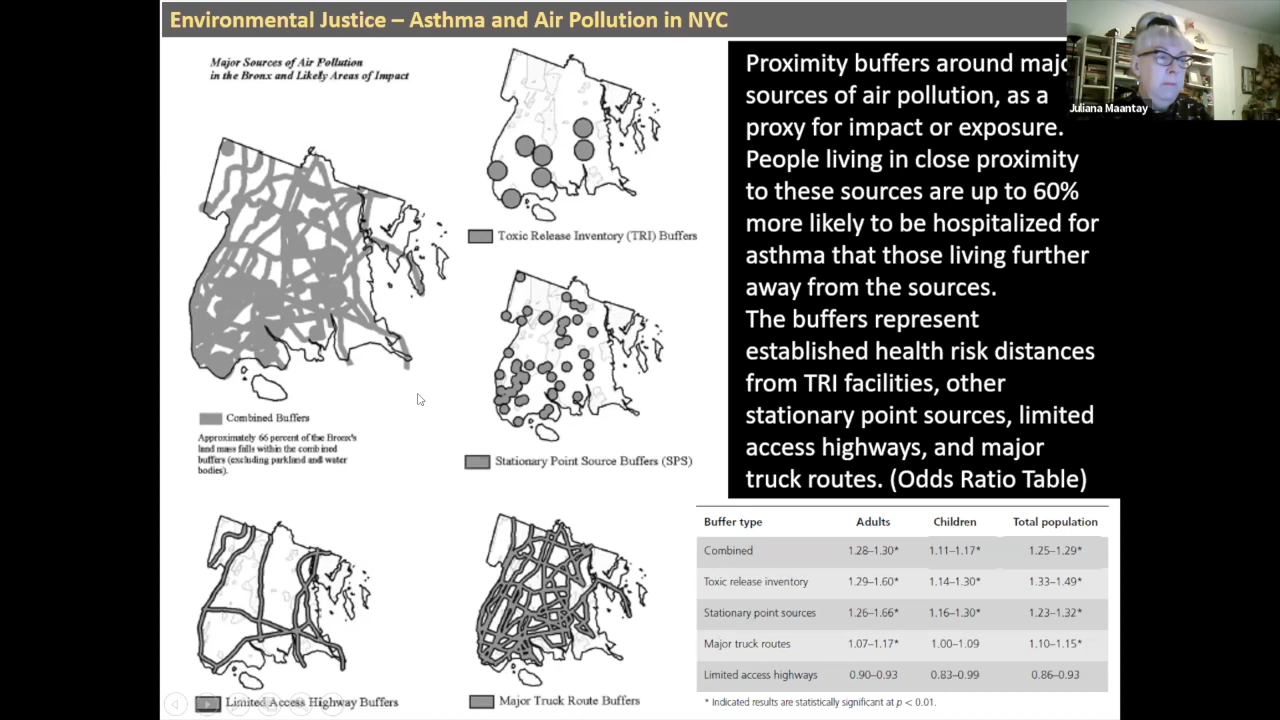 Environmental Justice – Asthma and Air Pollution in NYC
Juliana Maantay
Major Sources of Air Pollution
in the Bronx and Likely Areas of Impact
Combined Buffers
Approximately 66 percent of the Bronx's
land mass falls within the combined
buffers (excluding parkland and water
bodies).
Toxic Release Inventory (TRI) Buffers
Stationary Point Source Buffers (SPS)
Limited Access Highway Buffers
Major Truck Route Buffers
Proximity buffers around
sources of air pollution, as a
proxy for impact or exposure.
People living in close proximity
to these sources are up to 60%
more likely to be hospitalized for
asthma that those living further
away from the sources.
The buffers represent
established health risk distances
from TRI facilities, other
stationary point sources, limited
access highways, and major
truck routes. (Odds Ratio Table)
Buffer type Adults Children Total population
Combined 1.28–1.30* 1.11–1.17* 1.25–1.29*
Toxic release inventory 1.29–1.60* 1.14–1.30* 1.33–1.49*
Stationary point sources 1.26–1.66* 1.16–1.30* 1.23–1.32*
Major truck routes 1.07–1.17* 1.00–1.09 1.10–1.15*
Limited access highways 0.90–0.93 0.83–0.99 0.86–0.93
* Indicated results are statistically significant at p < 0.01.